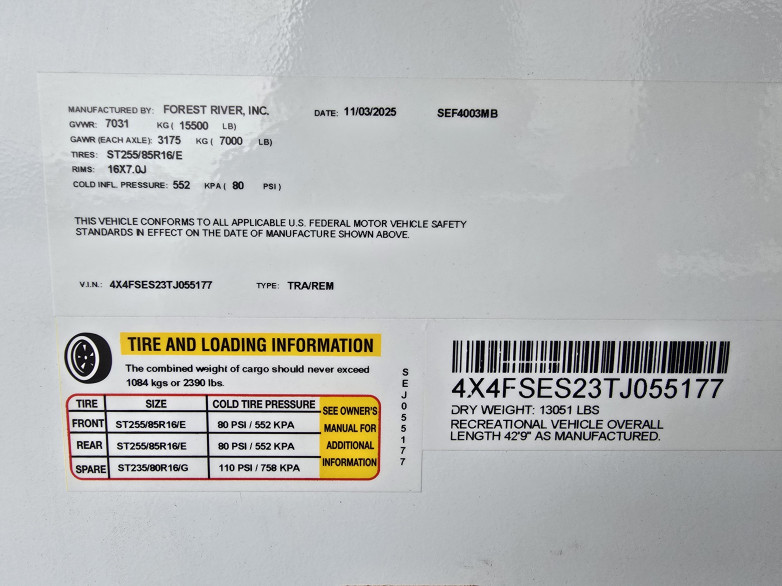 MANUFACTURED BY: FOREST RIVER, INC. DATE: 11/03/2025 SEF4003MB
GVWR: 7031 KG ( 15500 LB)
GAWR (EACH AXLE): 3175 KG ( 7000 LB)
TIRES: ST255/85R16/E
RIMS: 16X7.0J
COLD INFL. PRESSURE: 552 KPA ( 80 PSI )
THIS VEHICLE CONFORMS TO ALL APPLICABLE U.S. FEDERAL MOTOR VEHICLE SAFETY
STANDARDS IN EFFECT ON THE DATE OF MANUFACTURE SHOWN ABOVE.
V.I.N.: 4X4FSES23TJ055177 TYPE: TRA/REM
TIRE AND LOADING INFORMATION
The combined weight of cargo should never exceed
1084 kgs or 2390 lbs.
TIRE SIZE COLD TIRE PRESSURE SEE OWNER'S
FRONT ST255/85R16/E 80 PSI / 552 KPA MANUAL FOR
REAR ST255/85R16/E 80 PSI / 552 KPA ADDITIONAL
SPARE ST235/80R16/G 110 PSI / 758 KPA INFORMATION
SEJ055177
4X4FSES23TJ055177
DRY WEIGHT: 13051 LBS
RECREATIONAL VEHICLE OVERALL
LENGTH 42'9" AS MANUFACTURED.